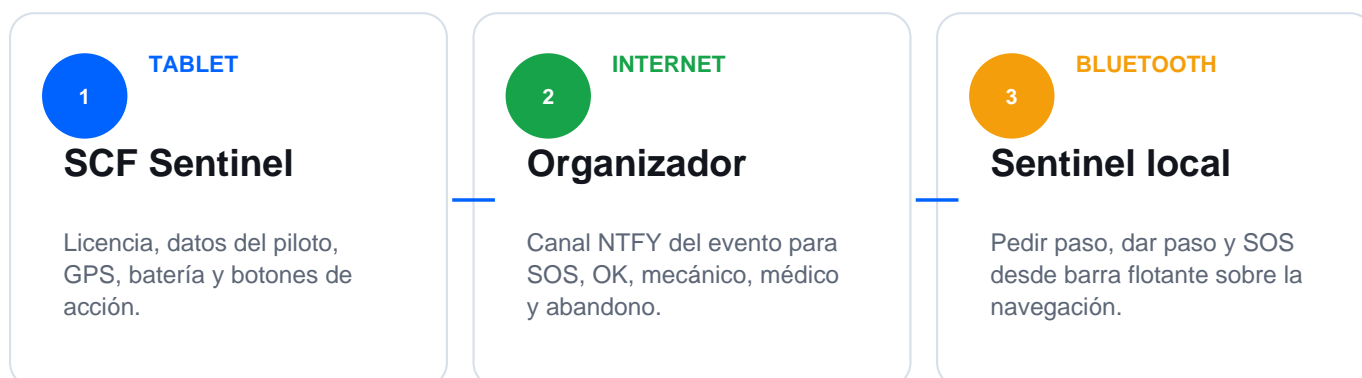 1
TABLET
SCF Sentinel
Licencia, datos del piloto,
GPS, batería y botones de
acción.
2
INTERNET
Organizador
Canal NTFY del evento para
SOS, OK, mecánico, médico
y abandono.
3
BLUETOOTH
Sentinel local
Pedir paso, dar paso y SOS
desde barra flotante sobre la
navegación.